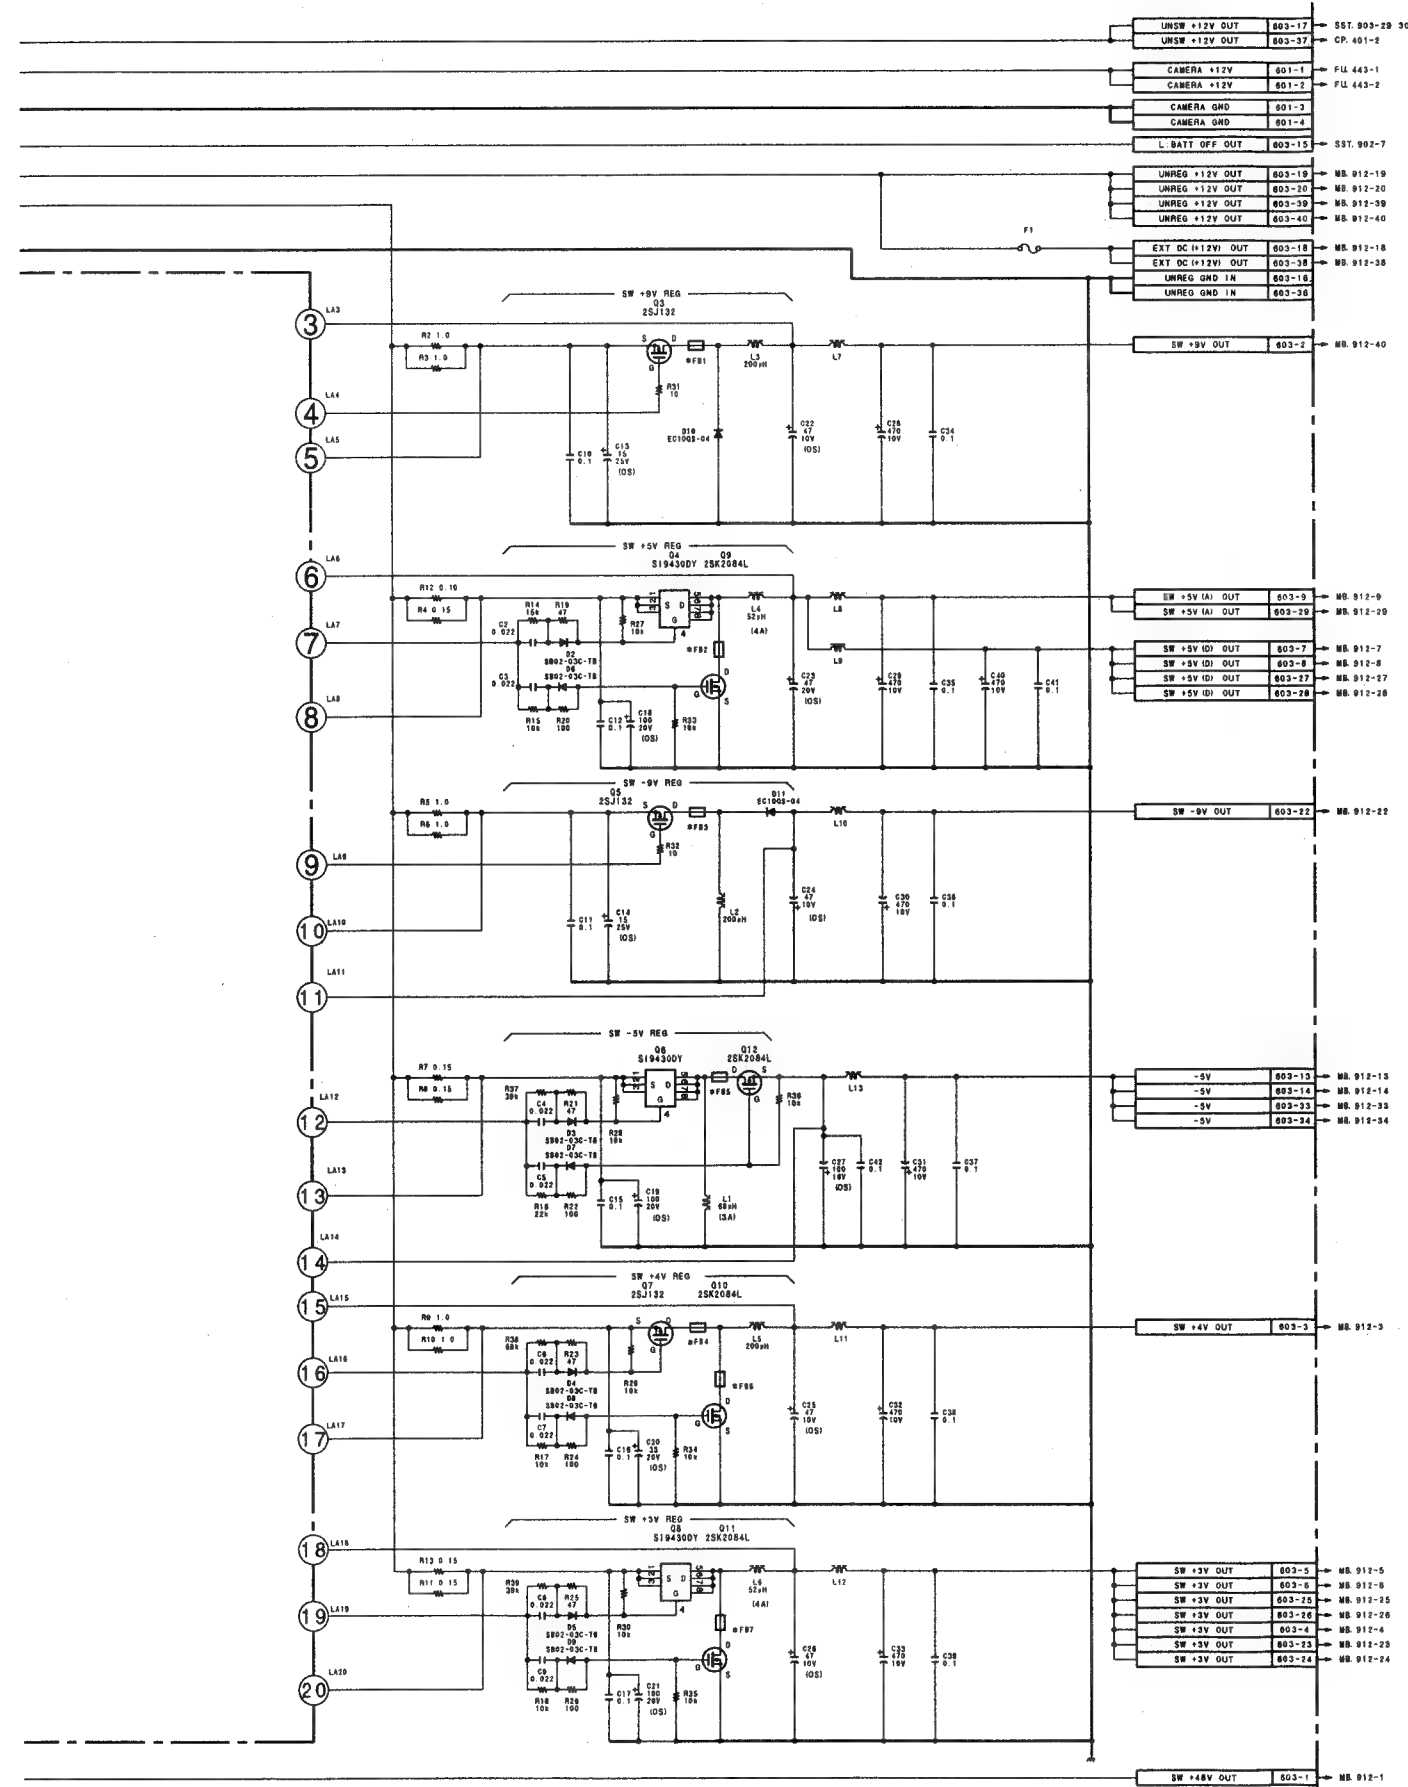 UNSW +12V OUT 603-17 SST. 903-29 30
UNSW +12V OUT 603-37 CP. 401-2
CAMERA +12V 601-1 FU. 443-1
CAMERA +12V 601-2 FU. 443-2
CAMERA GND 601-3
CAMERA GND 601-4
L:BATT OFF OUT 603-15 SST. 902-7
UNREG +12V OUT 603-19 MB. 912-19
UNREG +12V OUT 603-20 MB. 912-20
UNREG +12V OUT 603-39 MB. 912-39
UNREG +12V OUT 603-40 MB. 912-40
F1
EXT DC (+12V) OUT 603-18 MB. 912-18
EXT DC (+12V) OUT 603-38 MB. 912-38
UNREG GND IN 603-16
UNREG GND IN 603-36
SW +9V REG
Q3
2SJ132
3 LA3
R2 1.0
R3 1.0
S D G
*FB1
L3
200μH
L7
SW +9V OUT 603-2 MB. 912-40
R31
10
4 LA4
5 LA5
D10
EC10QS-04
C10
0.1
C13
15
25V
(OS)
C22
47
10V
(OS)
C28
470
10V
C34
0.1
SW +5V REG
Q4 Q9
SI9430DY 2SK2084L
6 LA6
R12 0.15
R4 0.15
R14
15k
R19
47
C2
0.022
D2
SB02-03C-TB
D6
SB02-03C-TB
C3
0.022
R15
10k
R20
100
R27
10k
S D G
4
*FB2
L4
52μH
(4A)
L8
L9
SW +5V (A) OUT 603-9 MB. 912-9
SW +5V (A) OUT 603-29 MB. 912-29
SW +5V (D) OUT 603-7 MB. 912-7
SW +5V (D) OUT 603-8 MB. 912-8
SW +5V (D) OUT 603-27 MB. 912-27
SW +5V (D) OUT 603-28 MB. 912-28
7 LA7
8 LA8
C12
0.1
C18
100
20V
(OS)
R33
10k
C23
47
20V
(OS)
C29
470
10V
C35
0.1
C40
470
10V
C41
0.1
SW -9V REG
Q5
2SJ132
D11
EC10QS-04
R5 1.0
R6 1.0
S D G
*FB3
L10
SW -9V OUT 603-22 MB. 912-22
R32
10
9 LA9
10 LA10
11 LA11
C11
0.1
C14
15
25V
(OS)
L2
200μH
C24
47
10V
(OS)
C30
470
10V
C36
0.1
SW -5V REG
Q6 Q12
SI9430DY 2SK2084L
R7 0.15
R8 0.15
R37
39k
C4
0.022
R21
47
D3
SB02-03C-TB
D7
SB02-03C-TB
C5
0.022
R16
22k
R22
100
R28
10k
S D G
4
*FB5
D S G
R36
10k
L13
-5V 603-13 MB. 912-13
-5V 603-14 MB. 912-14
-5V 603-33 MB. 912-33
-5V 603-34 MB. 912-34
12 LA12
13 LA13
14 LA14
C15
0.1
C19
100
20V
(OS)
L1
68μH
(3A)
C27
100
10V
(OS)
C42
0.1
C31
470
10V
C37
0.1
SW +4V REG
Q7 Q10
2SJ132 2SK2084L
15 LA15
R9 1.0
R10 1.0
R38
68k
C6
0.022
R23
47
D4
SB02-03C-TB
D8
SB02-03C-TB
C7
0.022
R17
10k
R24
100
R29
10k
S D G
*FB4
*FB6
L5
200μH
L11
SW +4V OUT 603-3 MB. 912-3
16 LA16
17 LA17
C16
0.1
C20
33
20V
(OS)
R34
10k
C25
47
10V
(OS)
C32
470
10V
C38
0.1
SW +3V REG
Q8 Q11
SI9430DY 2SK2084L
18 LA18
R13 0.15
R11 0.15
R39
39k
C8
0.022
R25
47
D5
SB02-03C-TB
D9
SB02-03C-TB
C9
0.022
R18
10k
R26
100
R30
10k
S D G
4
*FB7
L6
52μH
(4A)
L12
SW +3V OUT 603-5 MB. 912-5
SW +3V OUT 603-6 MB. 912-6
SW +3V OUT 603-25 MB. 912-25
SW +3V OUT 603-26 MB. 912-26
SW +3V OUT 603-4 MB. 912-4
SW +3V OUT 603-23 MB. 912-23
SW +3V OUT 603-24 MB. 912-24
19 LA19
20 LA20
C17
0.1
C21
100
20V
(OS)
R35
10k
C26
47
10V
(OS)
C33
470
10V
C39
0.1
SW +48V OUT 603-1 MB. 912-1